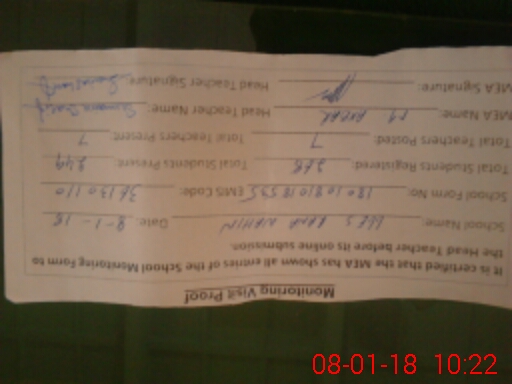 Monitoring Visit Proof
It is certified that the MEA has shown all entries of the School Monitoring Form to
the Head Teacher before its online submission.
School Name: Date: 8-1-18
School Form No: EMIS Code: 36130110
Total Students Registered: 268 Total Students Present: 249
Total Teachers Posted: 7 Total Teachers Present: 7
MEA Name: Head Teacher Name:
MEA Signature: Head Teacher Signature:
08-01-18 10:22